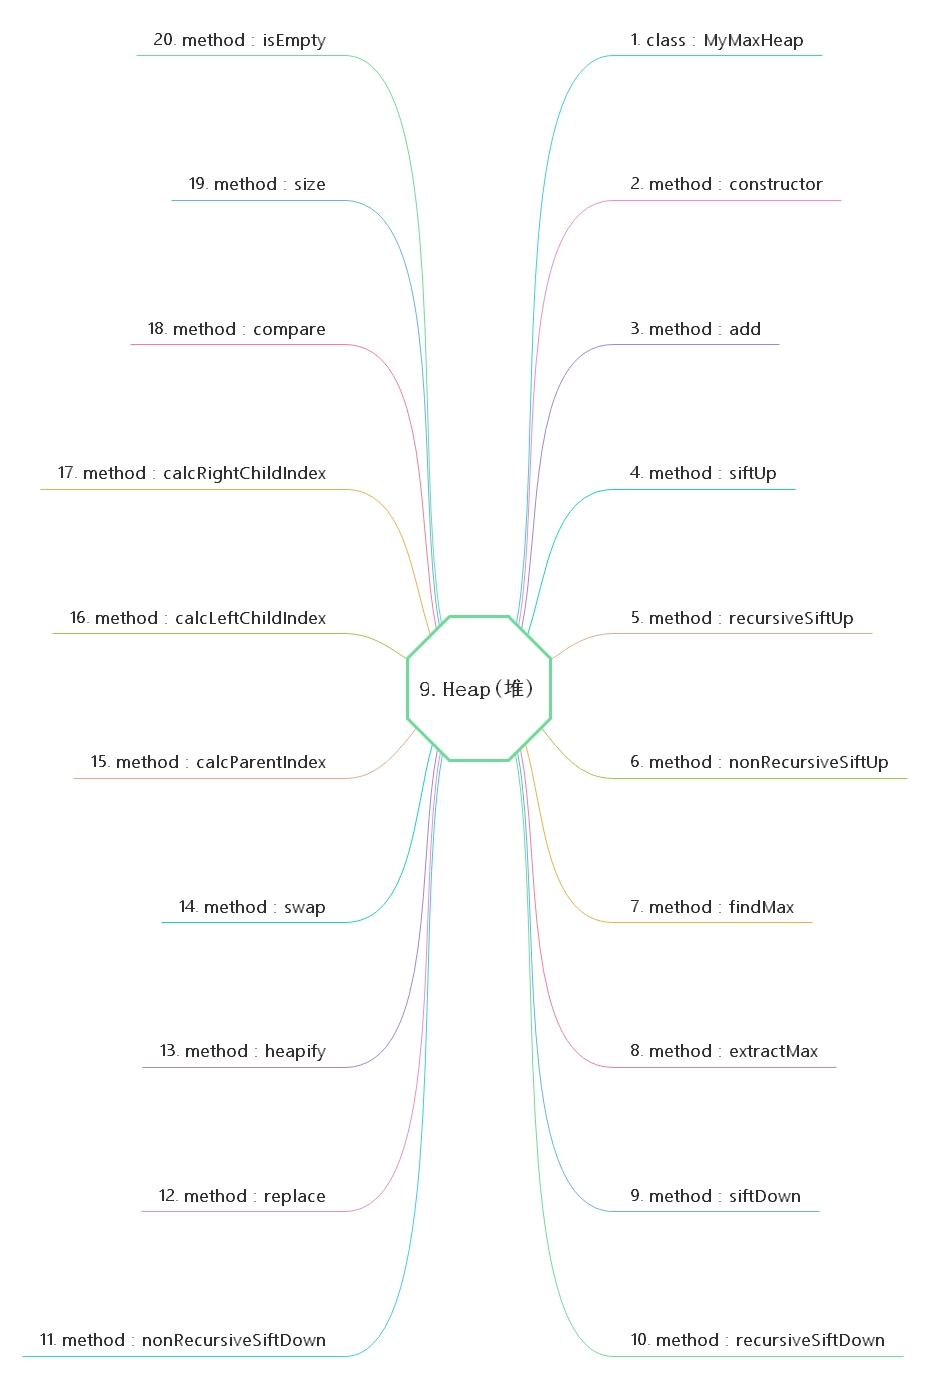 9. Heap(堆)
1. class : MyMaxHeap
2. method : constructor
3. method : add
4. method : siftUp
5. method : recursiveSiftUp
6. method : nonRecursiveSiftUp
7. method : findMax
8. method : extractMax
9. method : siftDown
10. method : recursiveSiftDown
11. method : nonRecursiveSiftDown
12. method : replace
13. method : heapify
14. method : swap
15. method : calcParentIndex
16. method : calcLeftChildIndex
17. method : calcRightChildIndex
18. method : compare
19. method : size
20. method : isEmpty